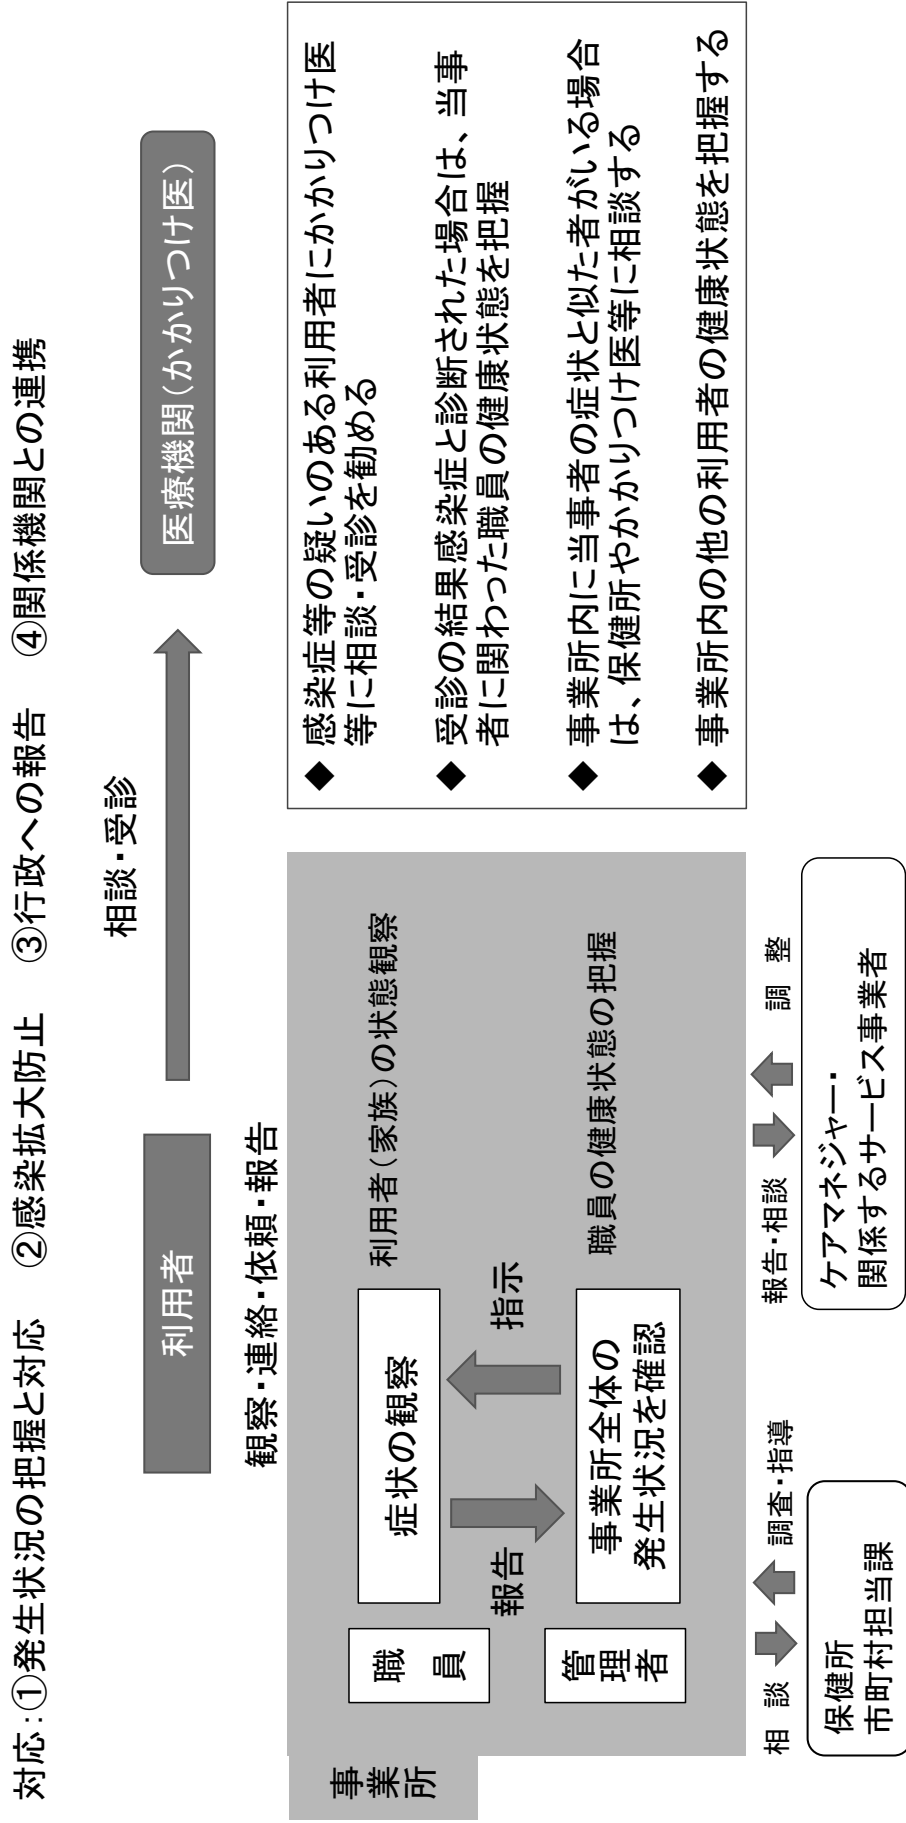 対応：①発生状況の把握と対応　②感染拡大防止　③行政への報告　④関係機関との連携
相談・受診
利用者
医療機関（かかりつけ医）
観察・連絡・依頼・報告
事業所
職員
症状の観察
利用者（家族）の状態観察
報告
指示
管理者
事業所全体の
発生状況を確認
職員の健康状態の把握
◆ 感染症等の疑いのある利用者にかかりつけ医
等に相談・受診を勧める
◆ 受診の結果感染症と診断された場合は、当事
者に関わった職員の健康状態を把握
◆ 事業所内に当事者の症状と似た者がいる場合
は、保健所やかかりつけ医等に相談する
◆ 事業所内の他の利用者の健康状態を把握する
相　談
調査・指導
報告・相談
調　整
保健所
市町村担当課
ケアマネジャー・
関係するサービス事業者